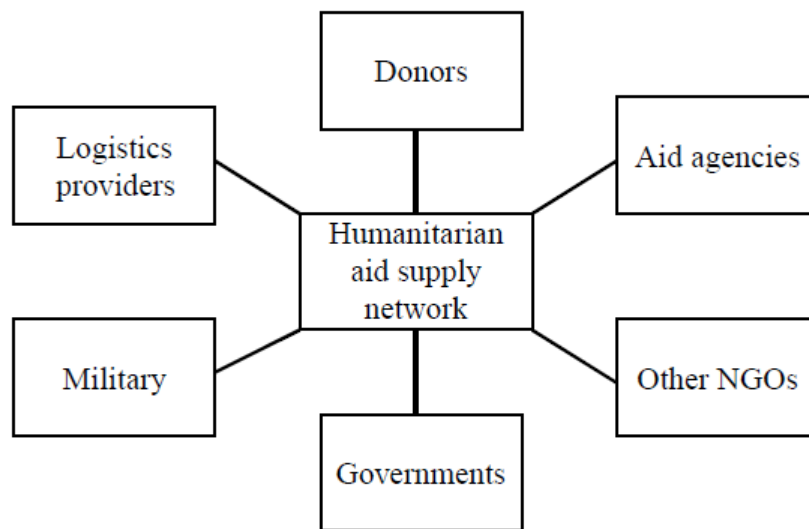 Donors
Logistics
providers
Aid agencies
Humanitarian
aid supply
network
Military
Other NGOs
Governments